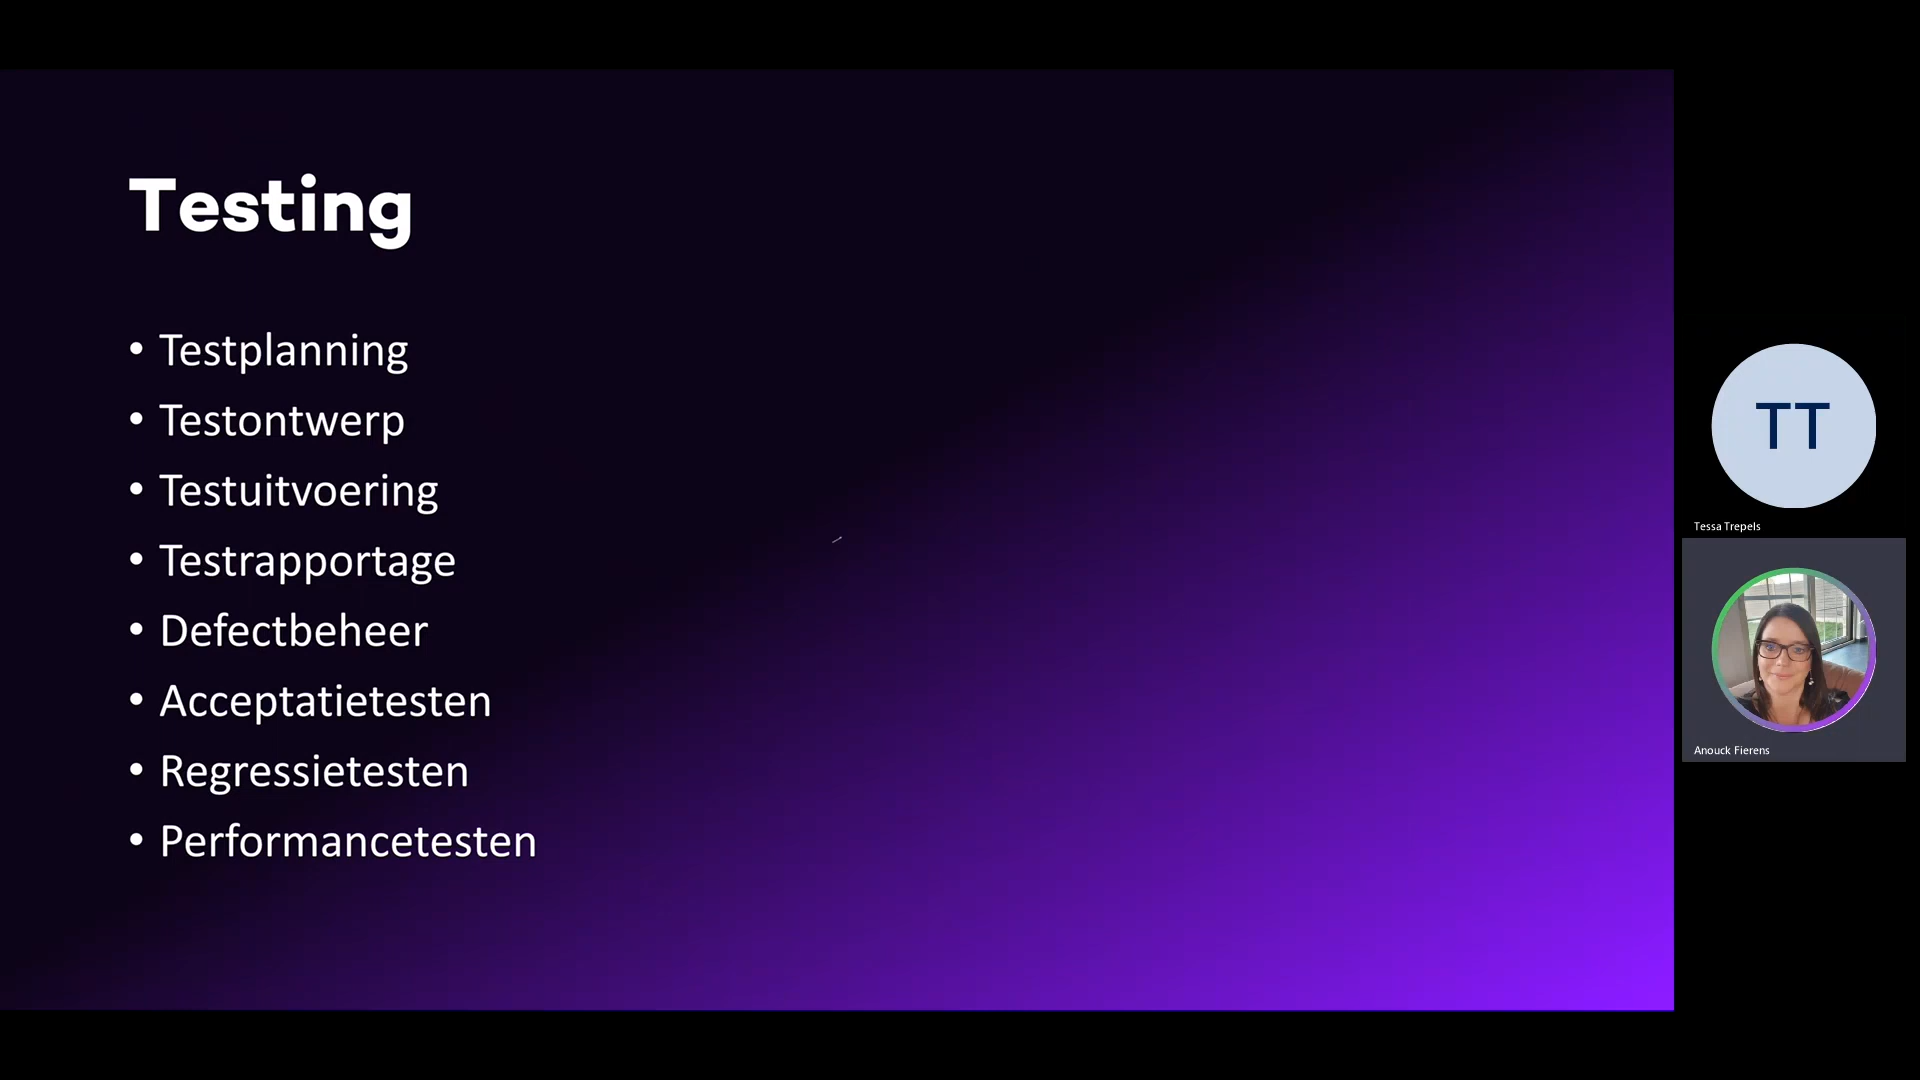 Testing
• Testplanning
• Testontwerp
• Testuitvoering
• Testrapportage
• Defectbeheer
• Acceptatietesten
• Regressietesten
• Performancetesten
TT
Tessa Trepels
Anouck Fierens